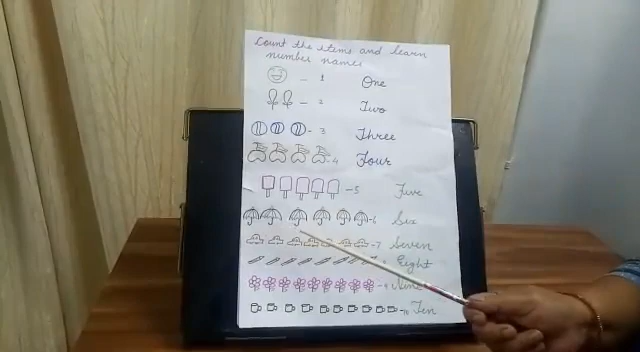 Count the items and learn
number names
- 1 One
- 2 Two
- 3 Three
- 4 Four
- 5 Five
- 6 Six
- 7 Seven
Eight
- 9 Nine
- 10 Ten